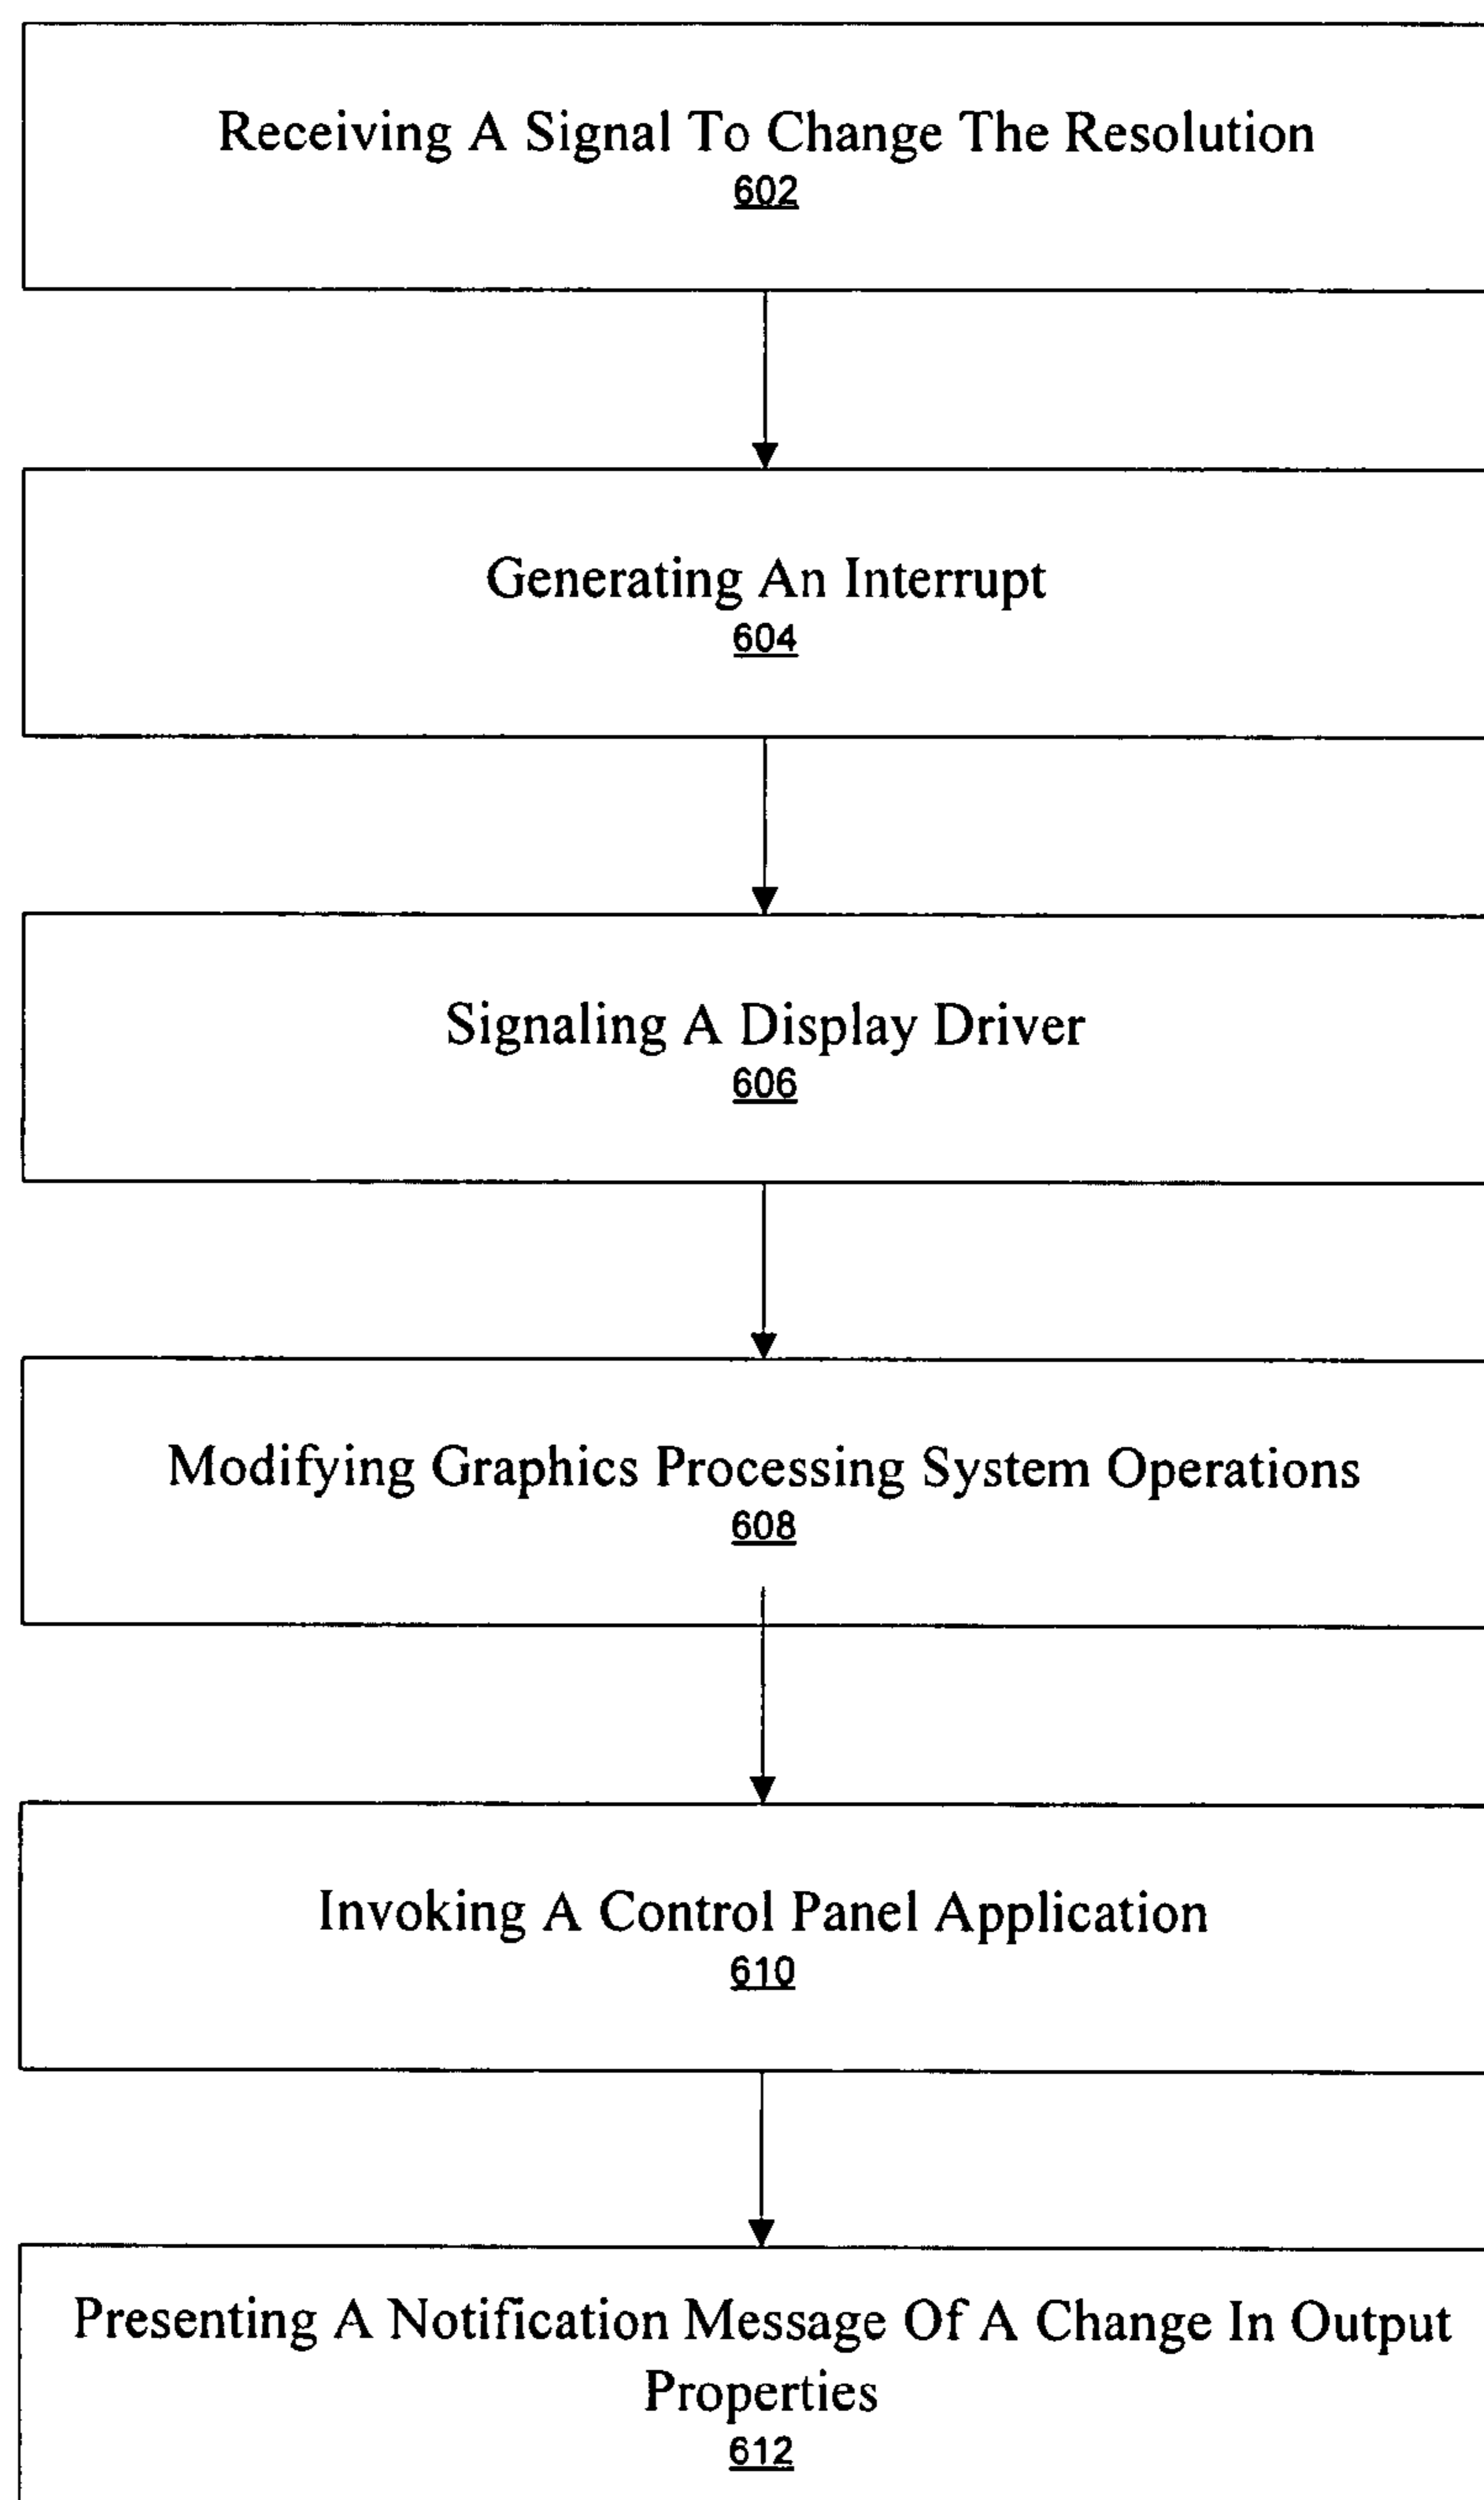 Receiving A Signal To Change The Resolution
602
Generating An Interrupt
604
Signaling A Display Driver
606
Modifying Graphics Processing System Operations
608
Invoking A Control Panel Application
610
Presenting A Notification Message Of A Change In Output
Properties
612